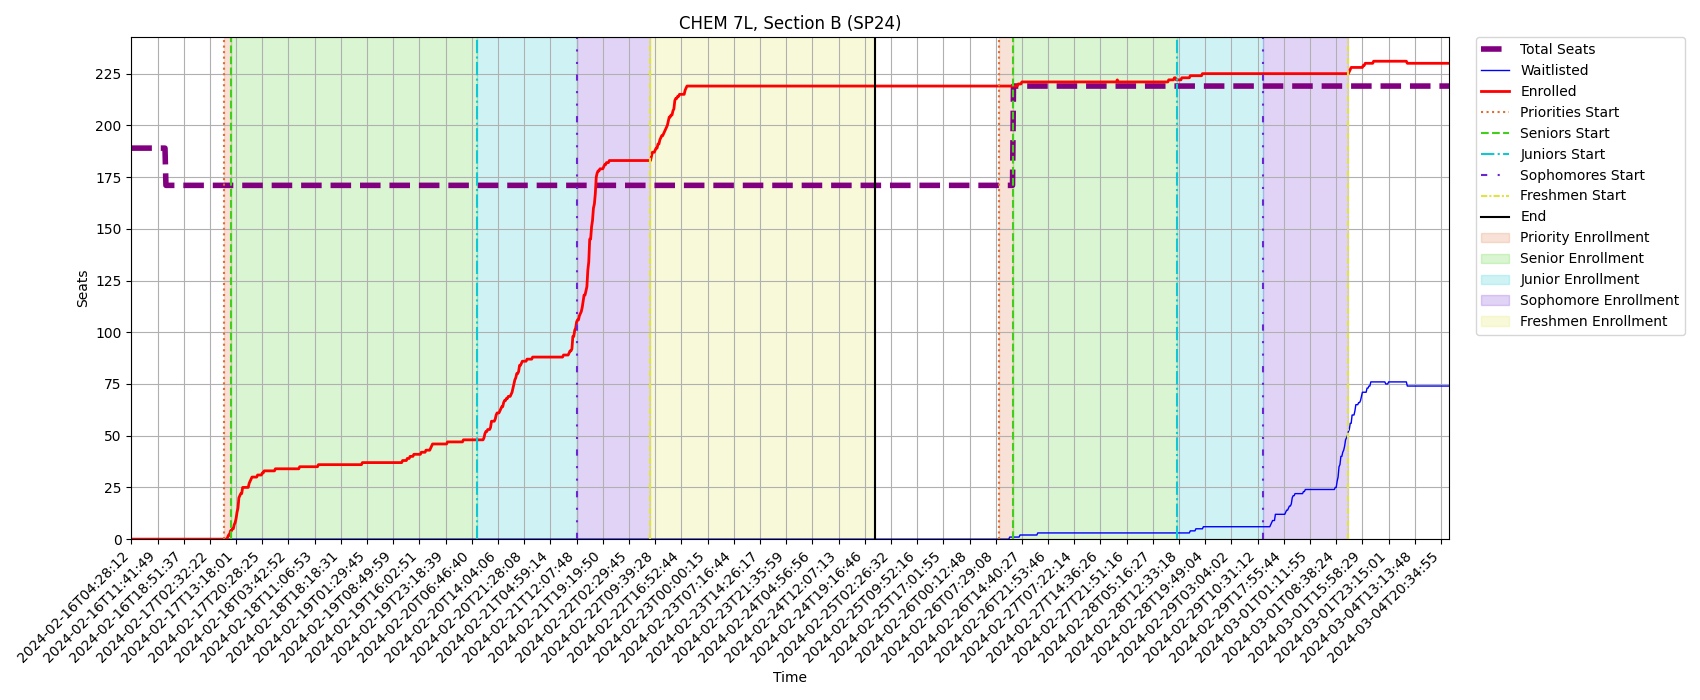 CHEM 7L, Section B (SP24)
Total Seats
Waitlisted
Enrolled
Priorities Start
Seniors Start
Juniors Start
Sophomores Start
Freshmen Start
End
Priority Enrollment
Senior Enrollment
Junior Enrollment
Sophomore Enrollment
Freshmen Enrollment
Seats
225
200
175
150
125
100
75
50
25
0
2024-02-16T04:28:12
2024-02-16T11:41:49
2024-02-16T18:51:37
2024-02-17T02:32:22
2024-02-17T13:18:01
2024-02-17T20:28:25
2024-02-18T03:42:52
2024-02-18T11:06:53
2024-02-18T18:18:31
2024-02-19T01:29:45
2024-02-19T08:49:59
2024-02-19T16:02:51
2024-02-19T23:18:39
2024-02-20T06:46:40
2024-02-20T14:04:06
2024-02-20T21:28:08
2024-02-21T04:59:14
2024-02-21T12:07:48
2024-02-21T19:19:50
2024-02-22T02:29:45
2024-02-22T09:39:28
2024-02-22T16:52:44
2024-02-23T00:00:15
2024-02-23T07:16:44
2024-02-23T14:26:17
2024-02-23T21:35:59
2024-02-24T04:56:56
2024-02-24T12:07:13
2024-02-24T19:16:46
2024-02-25T02:26:32
2024-02-25T09:52:16
2024-02-25T17:01:55
2024-02-26T00:12:48
2024-02-26T07:29:08
2024-02-26T14:40:27
2024-02-26T21:53:46
2024-02-27T07:22:14
2024-02-27T14:36:20
2024-02-27T21:51:16
2024-02-28T05:16:27
2024-02-28T12:33:18
2024-02-28T19:49:04
2024-02-29T03:04:02
2024-02-29T10:31:12
2024-02-29T17:55:44
2024-03-01T01:11:55
2024-03-01T08:38:24
2024-03-01T15:58:29
2024-03-01T23:15:01
2024-03-04T13:13:48
2024-03-04T20:34:55
Time